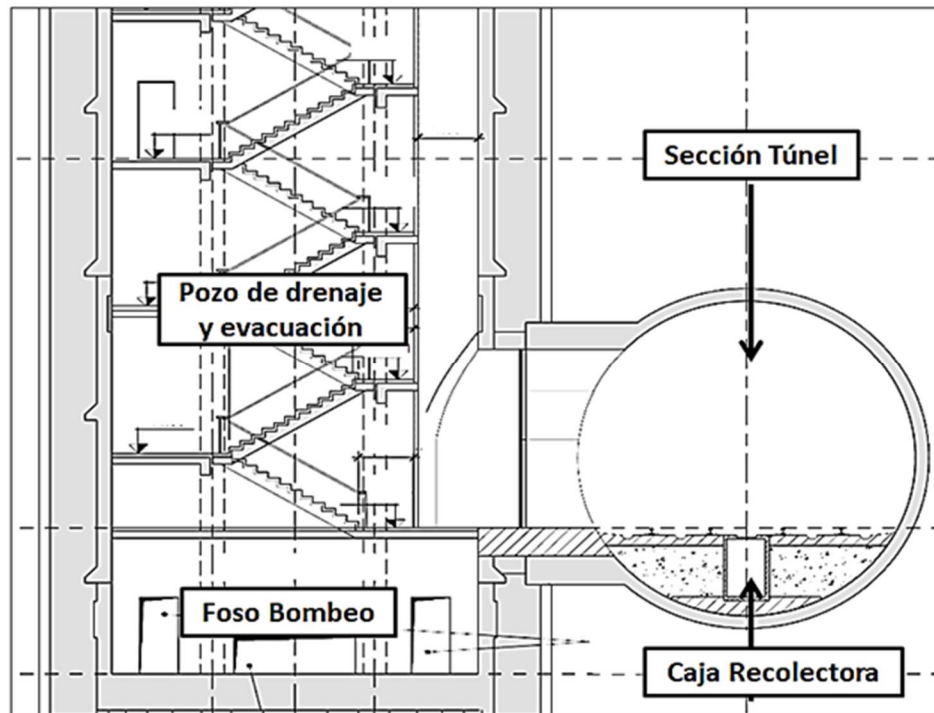 Sección Túnel
Pozo de drenaje
y evacuación
Foso Bombeo
Caja Recolectora